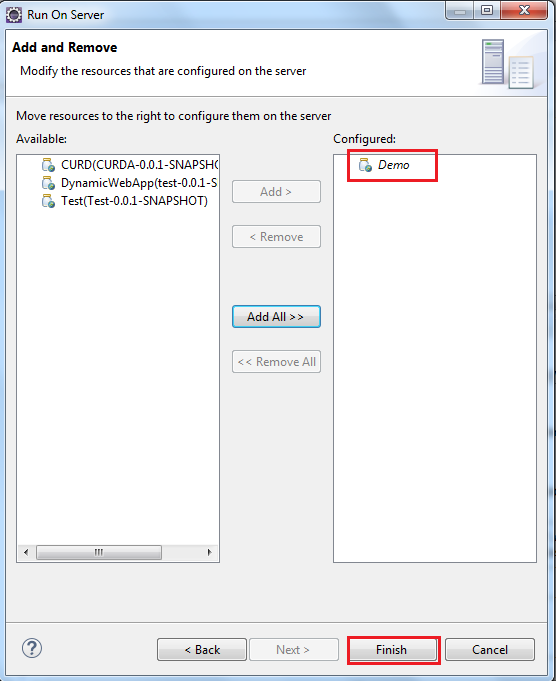 Run On Server
Add and Remove
Modify the resources that are configured on the server
Move resources to the right to configure them on the server
Available:
Configured:
CURD(CURDA-0.0.1-SNAPSHO
DynamicWebApp(test-0.0.1-S
Test(Test-0.0.1-SNAPSHOT)
Demo
Add >
< Remove
Add All >>
<< Remove All
?
< Back
Next >
Finish
Cancel